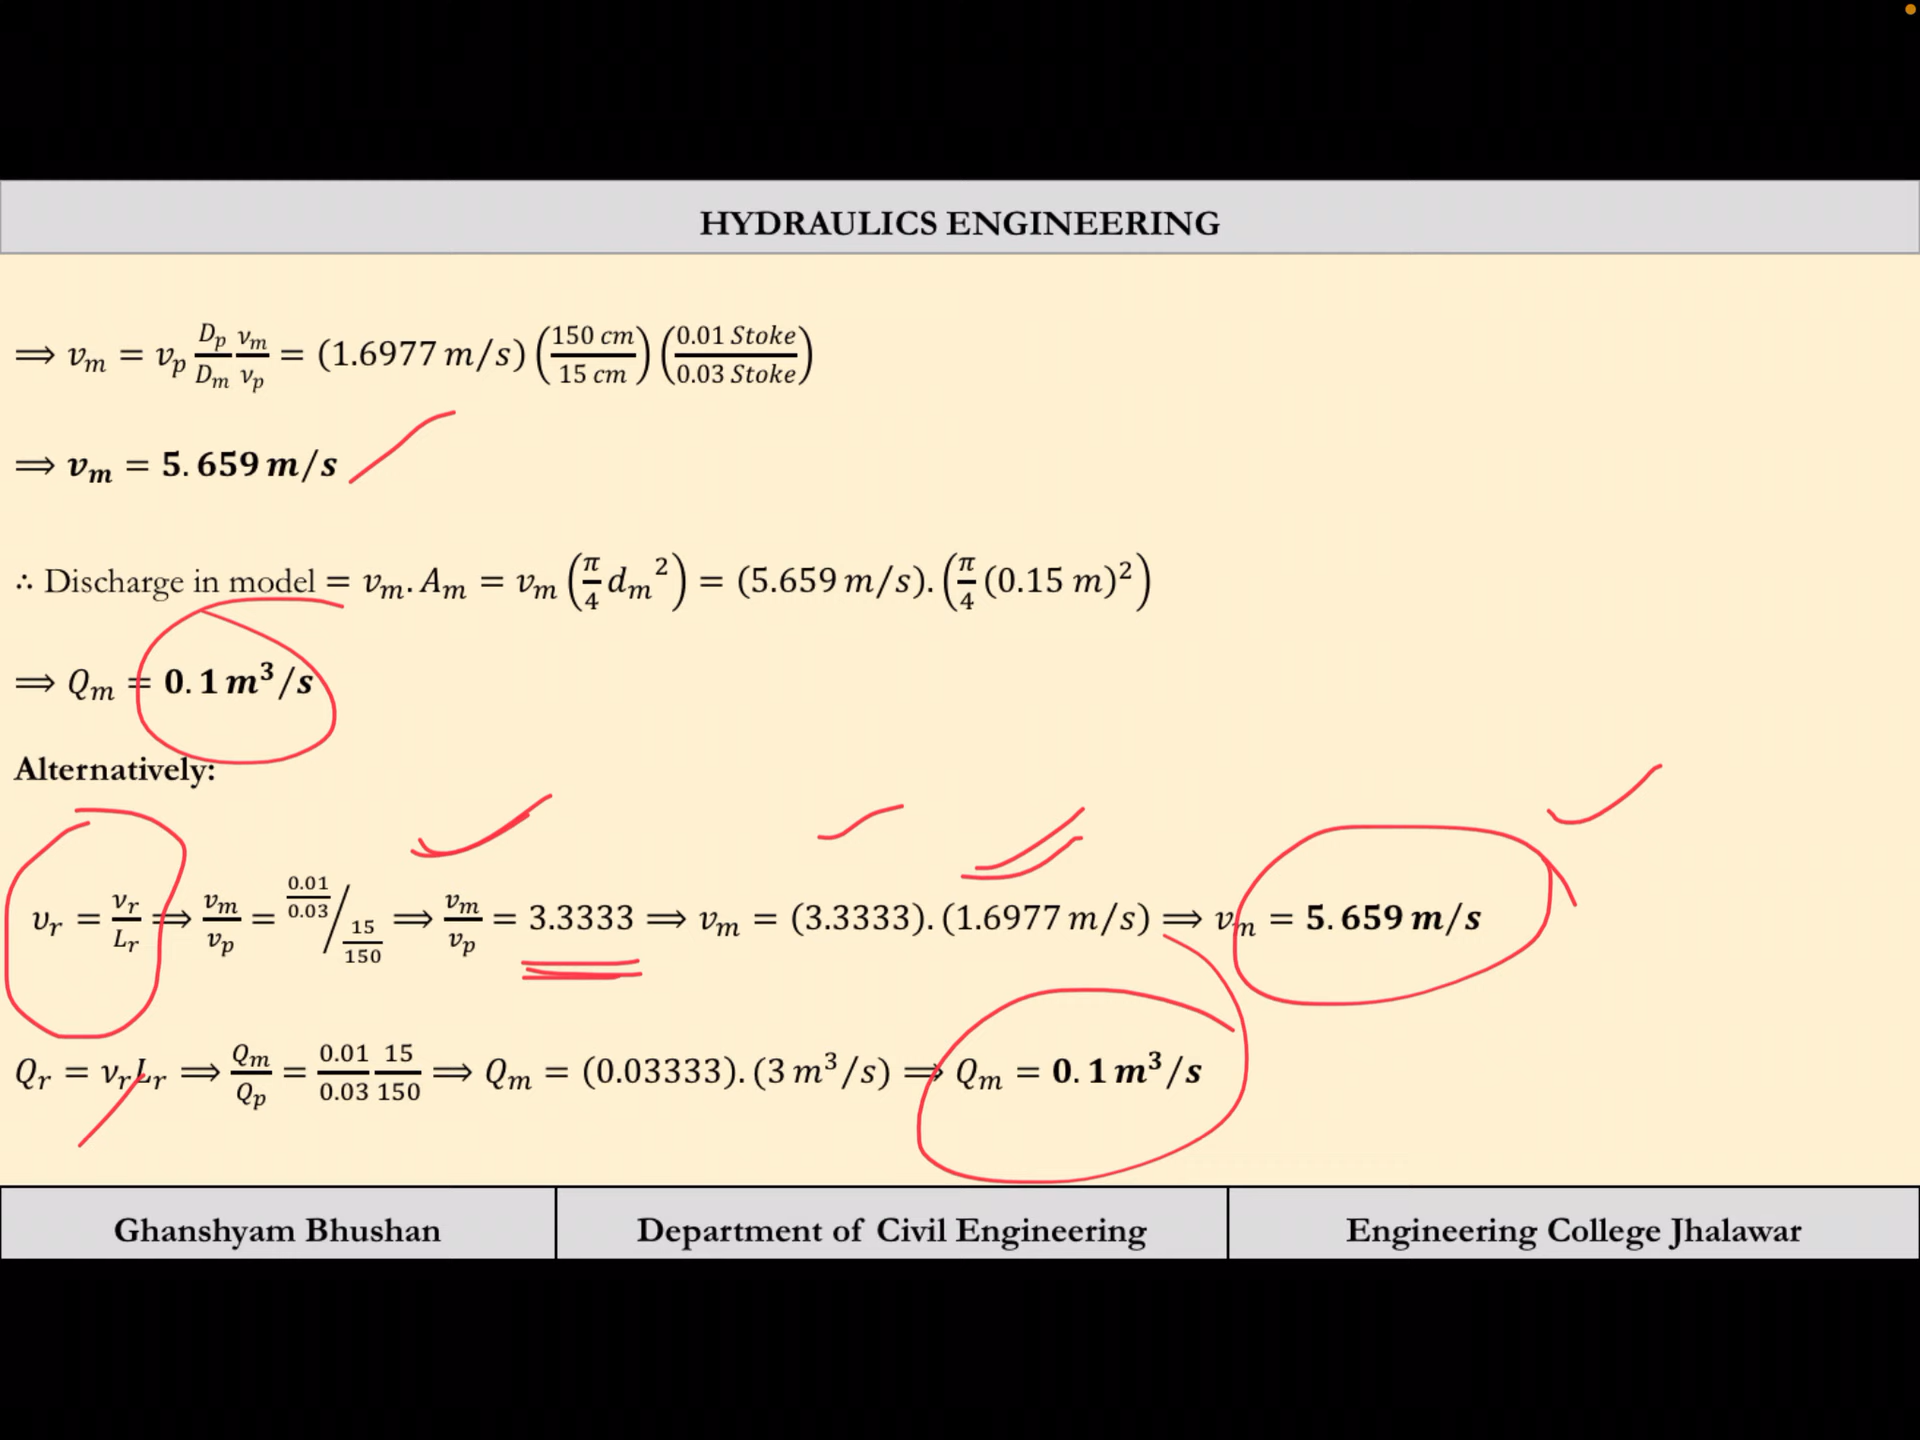 HYDRAULICS ENGINEERING
⟹ v_m = v_p (D_p/D_m) (ν_m/ν_p) = (1.6977 m/s) (150 cm/15 cm) (0.01 Stoke/0.03 Stoke)
⟹ v_m = 5.659 m/s
∴ Discharge in model = v_m. A_m = v_m (π/4 d_m²) = (5.659 m/s). (π/4 (0.15 m)²)
⟹ Q_m = 0.1 m³/s
Alternatively:
υ_r = ν_r/L_r ⟹ v_m/v_p = (0.01/0.03)/(15/150) ⟹ v_m/v_p = 3.3333 ⟹ v_m = (3.3333). (1.6977 m/s) ⟹ v_m = 5.659 m/s
Q_r = ν_r L_r ⟹ Q_m/Q_p = (0.01/0.03) (15/150) ⟹ Q_m = (0.03333). (3 m³/s) ⟹ Q_m = 0.1 m³/s
Ghanshyam Bhushan
Department of Civil Engineering
Engineering College Jhalawar